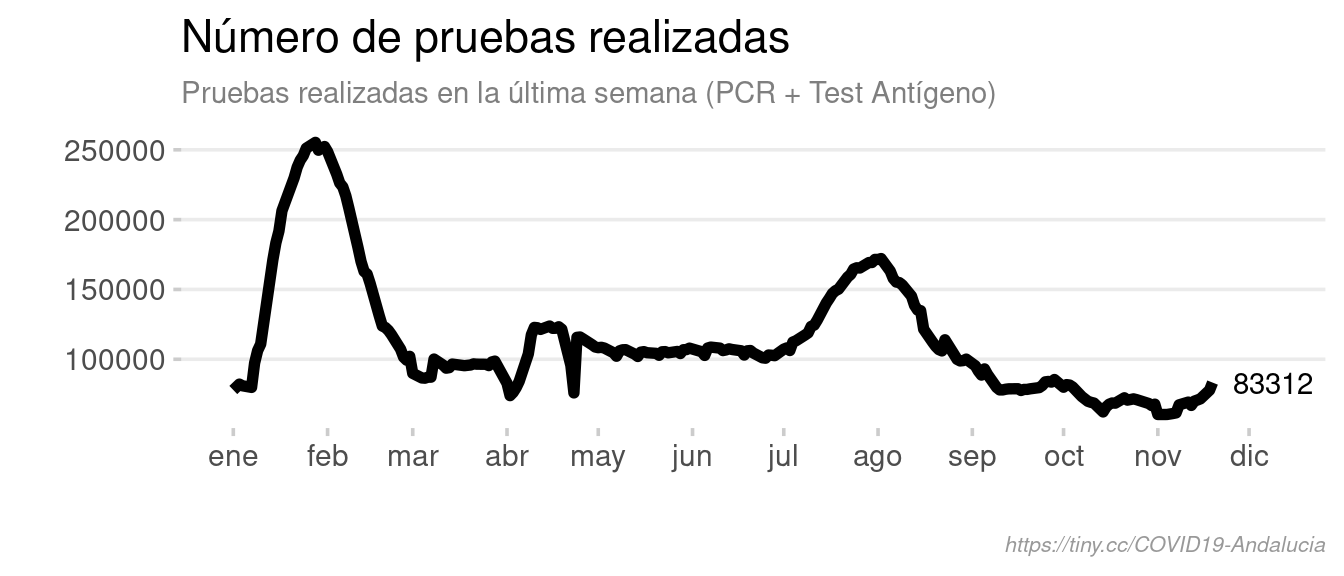 Número de pruebas realizadas
Pruebas realizadas en la última semana (PCR + Test Antígeno)
250000
200000
150000
100000
83312
ene feb mar abr may jun jul ago sep oct nov dic
https://tiny.cc/COVID19-Andalucia